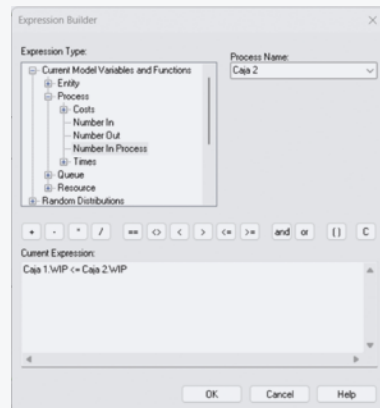 Expression Builder
Expression Type:
Current Model Variables and Functions
Entity
Process
Costs
Number In
Number Out
Number In Process
Times
Queue
Resource
Random Distributions
Process Name:
Caja 2
+ - * / == <> < > <= >= and or ( ) C
Current Expression:
Caja 1.WIP <= Caja 2.WIP
OK Cancel Help